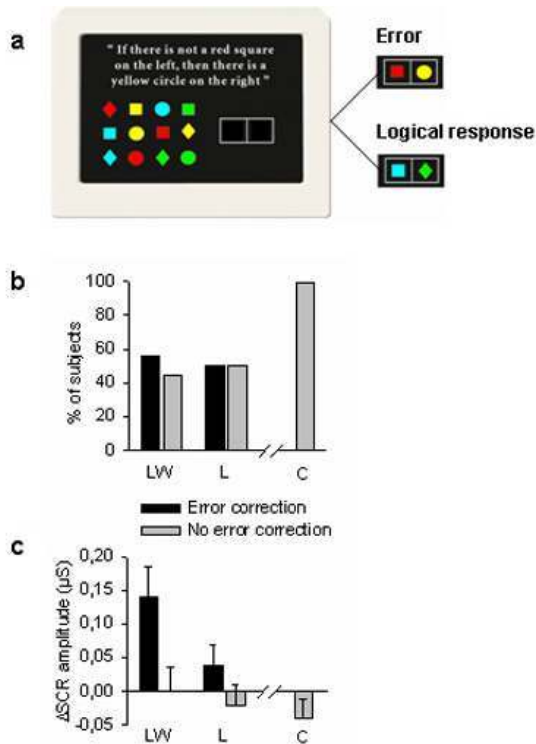 a
" If there is not a red square
on the left, then there is a
yellow circle on the right "
Error
Logical response
b
% of subjects
100
80
60
40
20
0
LW
L
C
Error correction
No error correction
c
ΔSCR amplitude (µS)
0,20
0,15
0,10
0,05
0,00
-0,05
LW
L
C